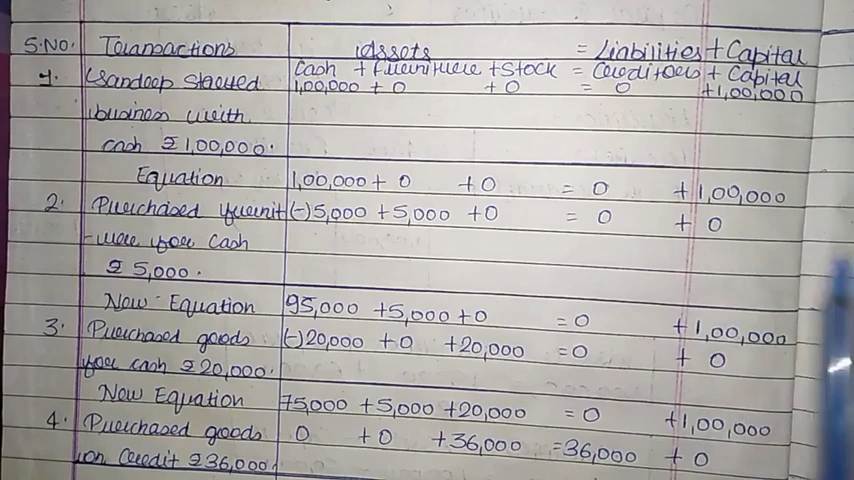 S.No. Transactions Assets = Liabilities + Capital
Cash + Furniture + Stock = Creditors + Capital
1. Sandeep started 1,00,000 + 0 + 0 = 0 + 1,00,000
business with
cash ₹ 1,00,000.
Equation 1,00,000 + 0 + 0 = 0 + 1,00,000
2. Purchased furnit (-) 5,000 + 5,000 + 0 = 0 + 0
-ure for cash
₹ 5,000.
New Equation 95,000 + 5,000 + 0 = 0 + 1,00,000
3. Purchased goods (-) 20,000 + 0 + 20,000 = 0 + 0
for cash ₹ 20,000.
New Equation 75,000 + 5,000 + 20,000 = 0 + 1,00,000
4. Purchased goods 0 + 0 + 36,000 = 36,000 + 0
on credit ₹ 36,000